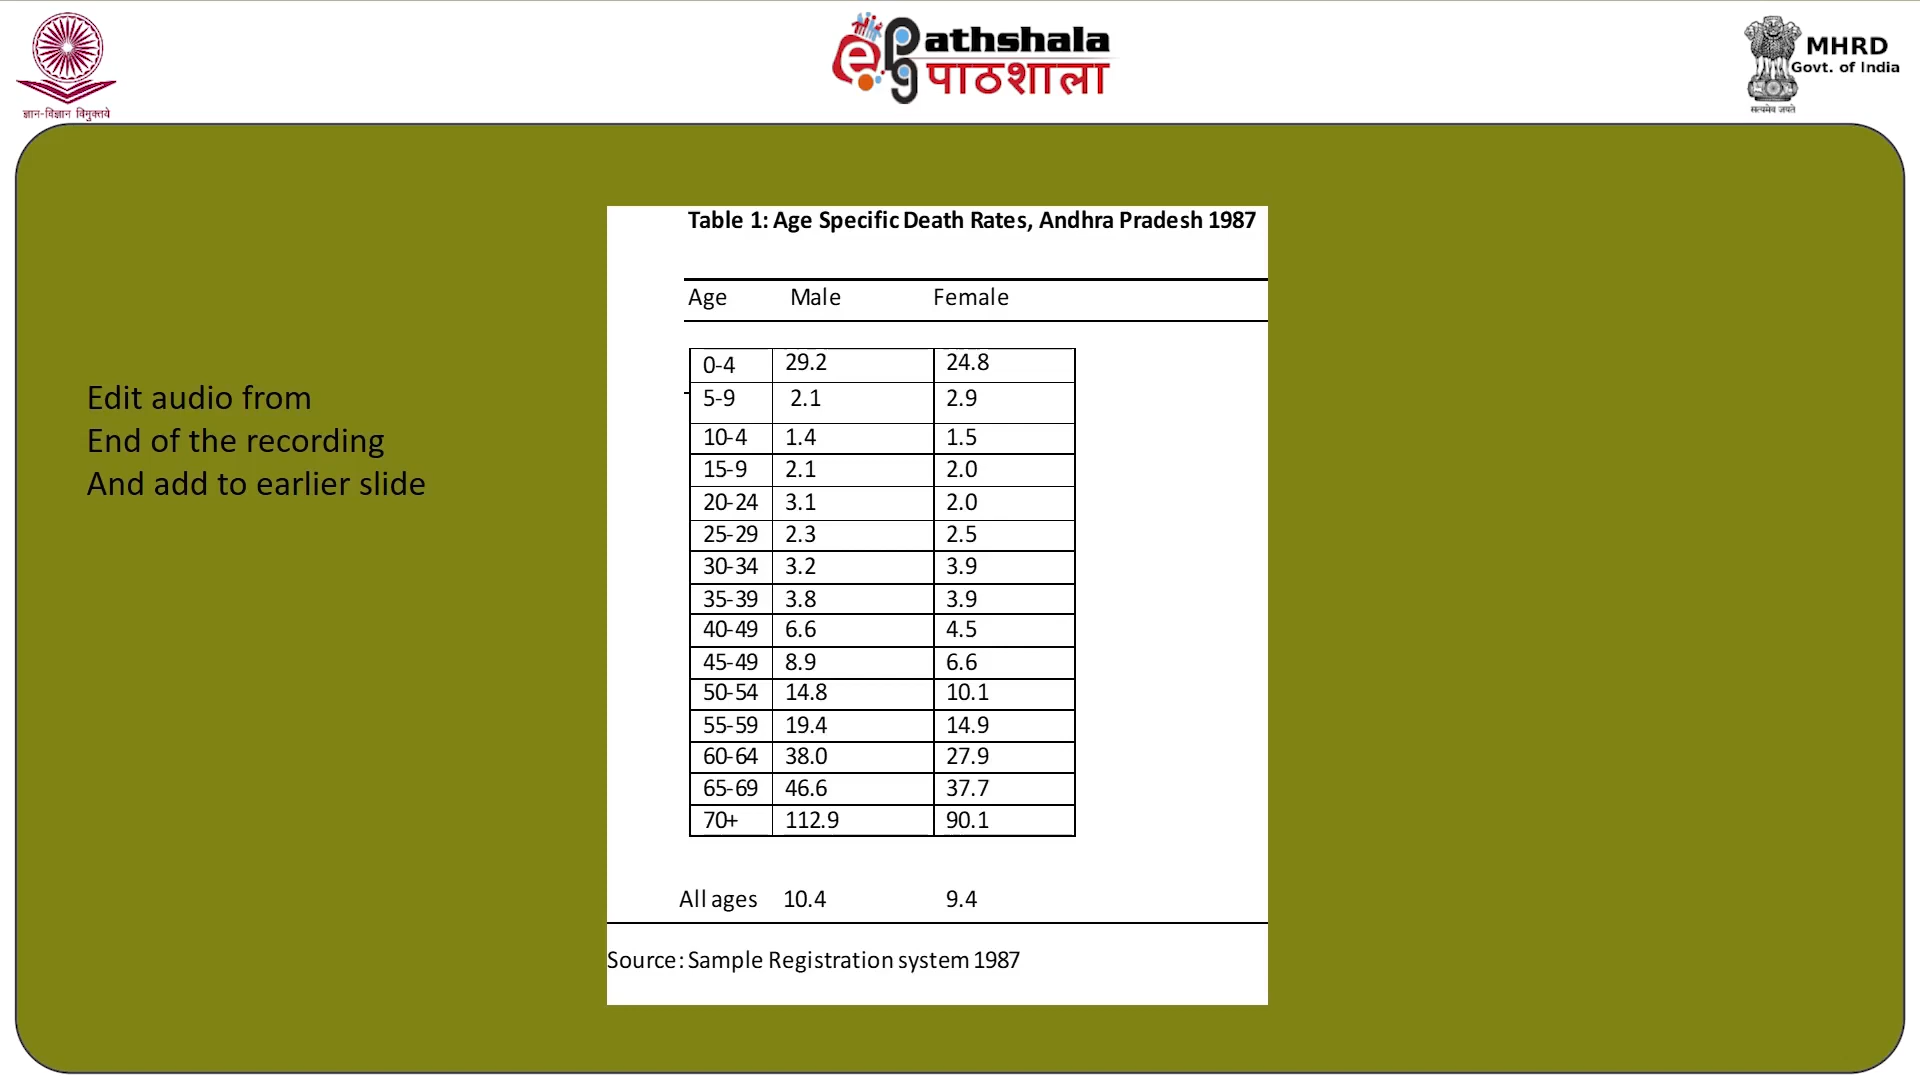 ज्ञान-विज्ञान विमुक्तये
e Pathshala
पाठशाला
MHRD
Govt. of India
सत्यमेव जयते
Edit audio from
End of the recording
And add to earlier slide
Table 1: Age Specific Death Rates, Andhra Pradesh 1987
Age Male Female
0-4 29.2 24.8
5-9 2.1 2.9
10-4 1.4 1.5
15-9 2.1 2.0
20-24 3.1 2.0
25-29 2.3 2.5
30-34 3.2 3.9
35-39 3.8 3.9
40-49 6.6 4.5
45-49 8.9 6.6
50-54 14.8 10.1
55-59 19.4 14.9
60-64 38.0 27.9
65-69 46.6 37.7
70+ 112.9 90.1
All ages 10.4 9.4
Source: Sample Registration system 1987